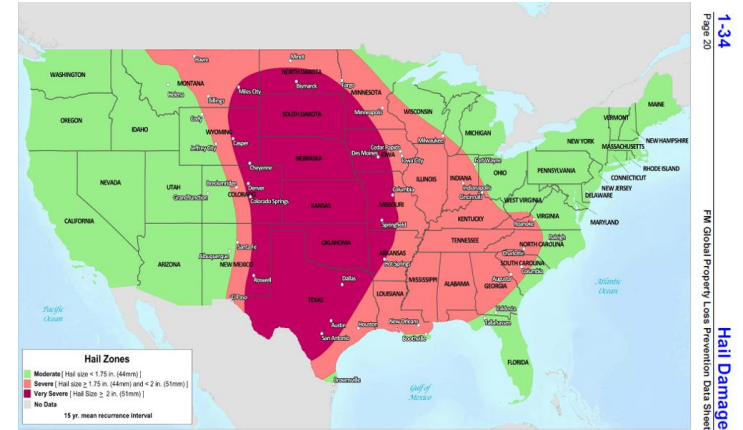 1-34
Page 20
Hail Damage
FM Global Property Loss Prevention Data Sheet
WASHINGTON
OREGON
IDAHO
MONTANA
Havre
Helena
Billings
Miles City
NORTH DAKOTA
Minot
Bismarck
Fargo
MINNESOTA
Minneapolis
WISCONSIN
Milwaukee
MICHIGAN
MAINE
VERMONT
NEW HAMPSHIRE
NEW YORK
MASSACHUSETTS
RHODE ISLAND
CONNECTICUT
NEW JERSEY
PENNSYLVANIA
DELAWARE
MARYLAND
WYOMING
Cody
Jeffrey City
Casper
Cheyenne
SOUTH DAKOTA
NEBRASKA
IOWA
Cedar Rapids
Des Moines
Iowa City
ILLINOIS
INDIANA
Fort Wayne
Indianapolis
OHIO
Cincinnati
WEST VIRGINIA
VIRGINIA
Roanoke
NEVADA
UTAH
CALIFORNIA
COLORADO
Breckenridge
Denver
Grand Junction
Colorado Springs
KANSAS
MISSOURI
Columbia
Springfield
KENTUCKY
TENNESSEE
NORTH CAROLINA
Raleigh
Charlotte
SOUTH CAROLINA
Columbia
ARIZONA
NEW MEXICO
Albuquerque
Santa Fe
Roswell
El Paso
OKLAHOMA
ARKANSAS
Hot Springs
TEXAS
Dallas
Austin
San Antonio
Houston
Brownsville
LOUISIANA
New Orleans
Boothville
MISSISSIPPI
ALABAMA
GEORGIA
Augusta
Valdosta
Tallahassee
FLORIDA
Pacific
Ocean
Atlantic
Ocean
Gulf of
Mexico
Hail Zones
Moderate [ Hail size < 1.75 in. (44mm) ]
Severe [ Hail size ≥ 1.75 in. (44mm) and < 2 in. (51mm) ]
Very Severe [ Hail Size ≥ 2 in. (51mm) ]
No Data
15 yr. mean recurrence interval